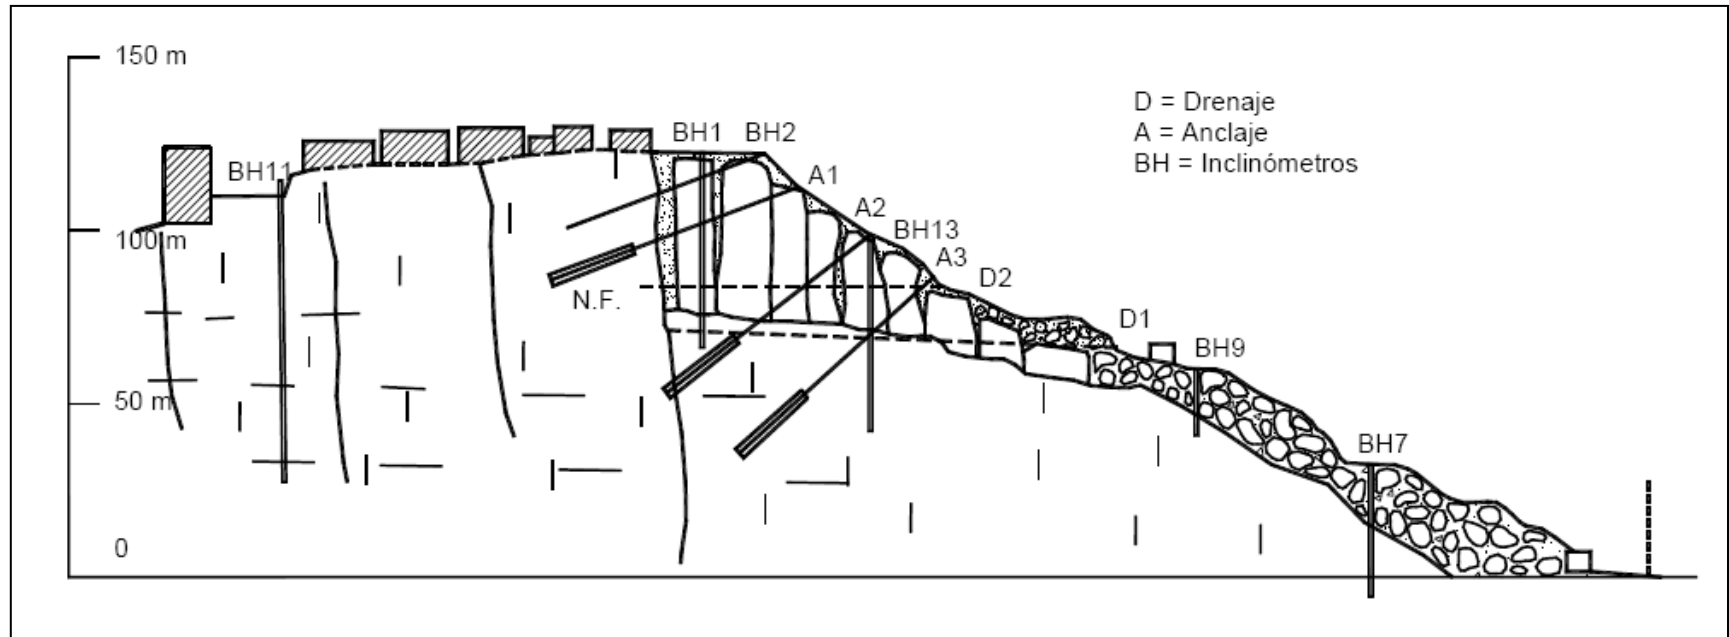 150 m
D = Drenaje
A = Anclaje
BH = Inclinómetros
BH1 BH2
BH11
A1
A2
BH13
100 m
A3
D2
N.F.
D1
BH9
50 m
BH7
0